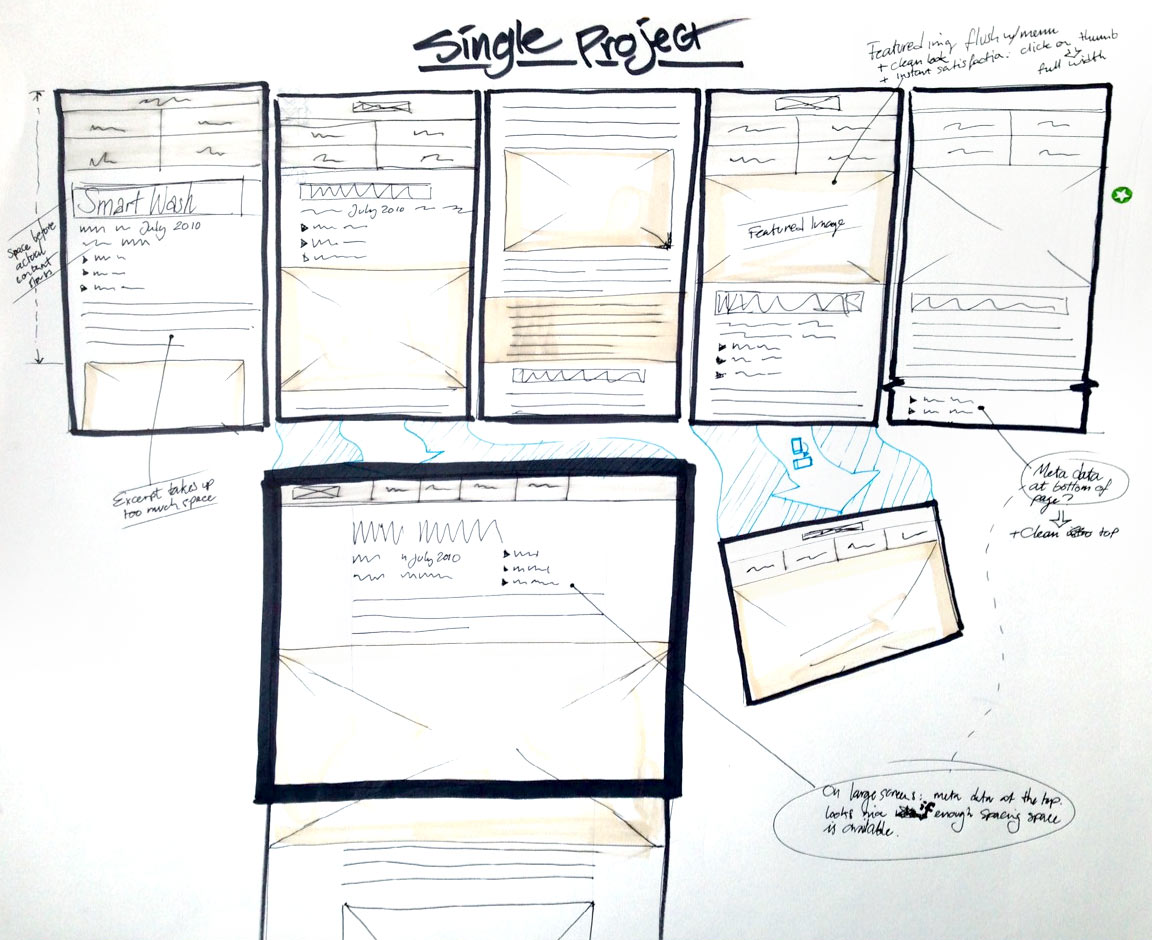 Single Project
Featured img flush w/ menu
+ clean look
+ instant satisfaction: click on thumb
full width
Smart Wash
July 2010
July 2010
Featured Image
Space before
actual
content
Excerpt takes up
too much space
Meta data
at bottom of
page?
+ Clean top
July 2010
On large screens: meta data at the top.
looks nice if enough spacing space
is available.